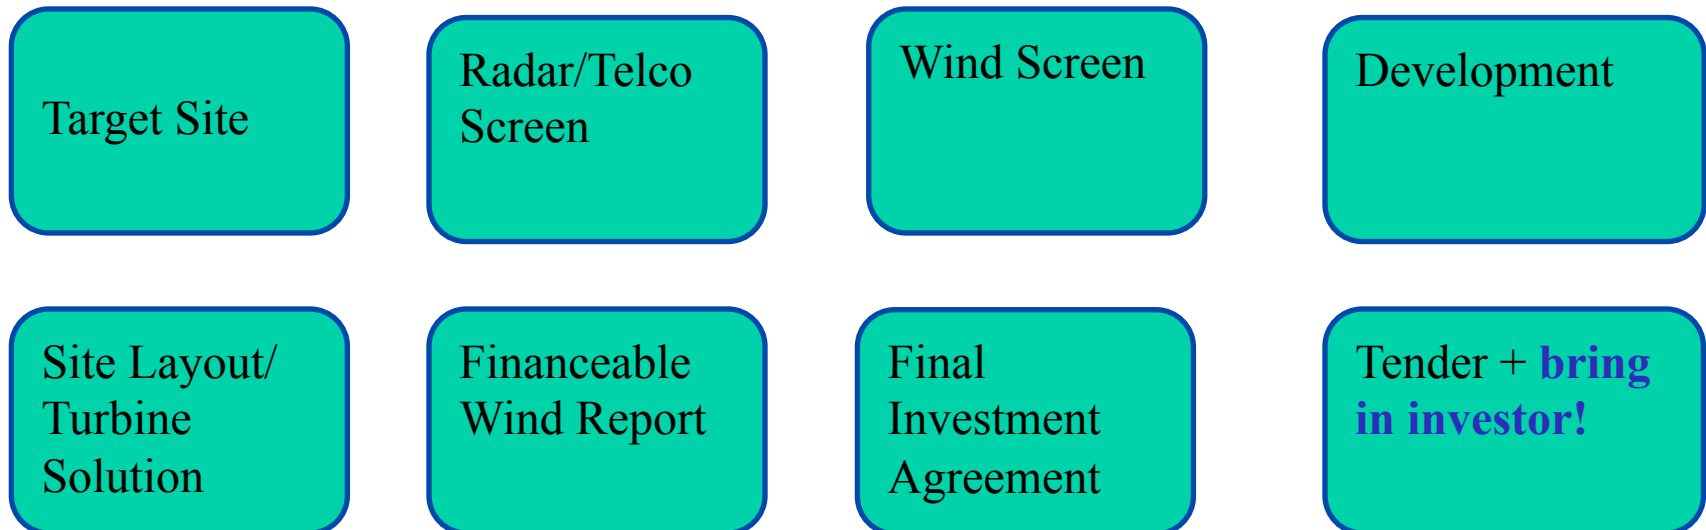 Target Site
Radar/Telco
Screen
Wind Screen
Development
Site Layout/
Turbine
Solution
Financeable
Wind Report
Final
Investment
Agreement
Tender + bring
in investor!